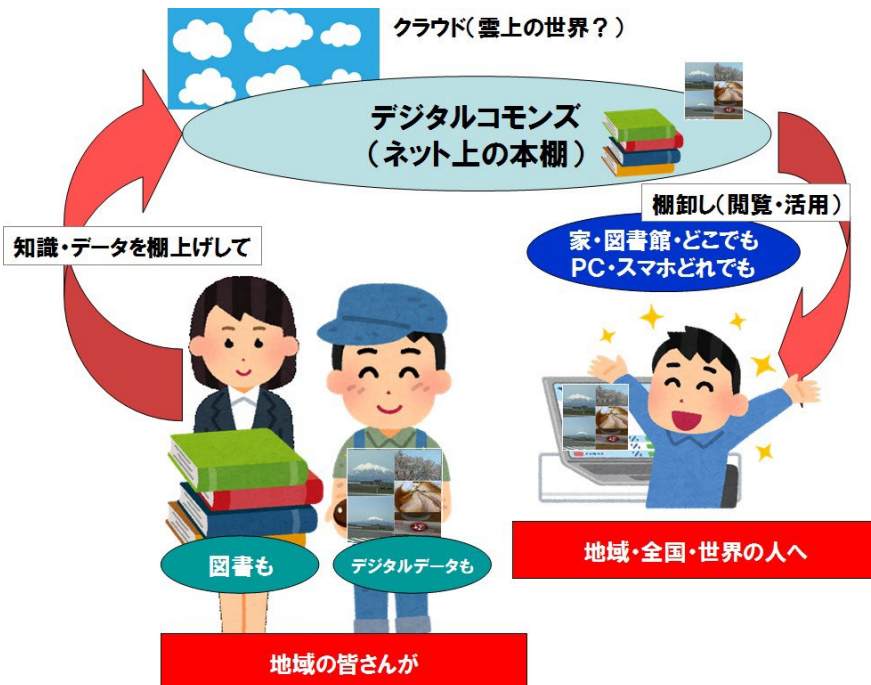 クラウド(雲上の世界？)
デジタルコモンズ
(ネット上の本棚)
棚卸し(閲覧・活用)
家・図書館・どこでも
PC・スマホどれでも
知識・データを棚上げして
図書も
デジタルデータも
地域・全国・世界の人へ
地域の皆さんが